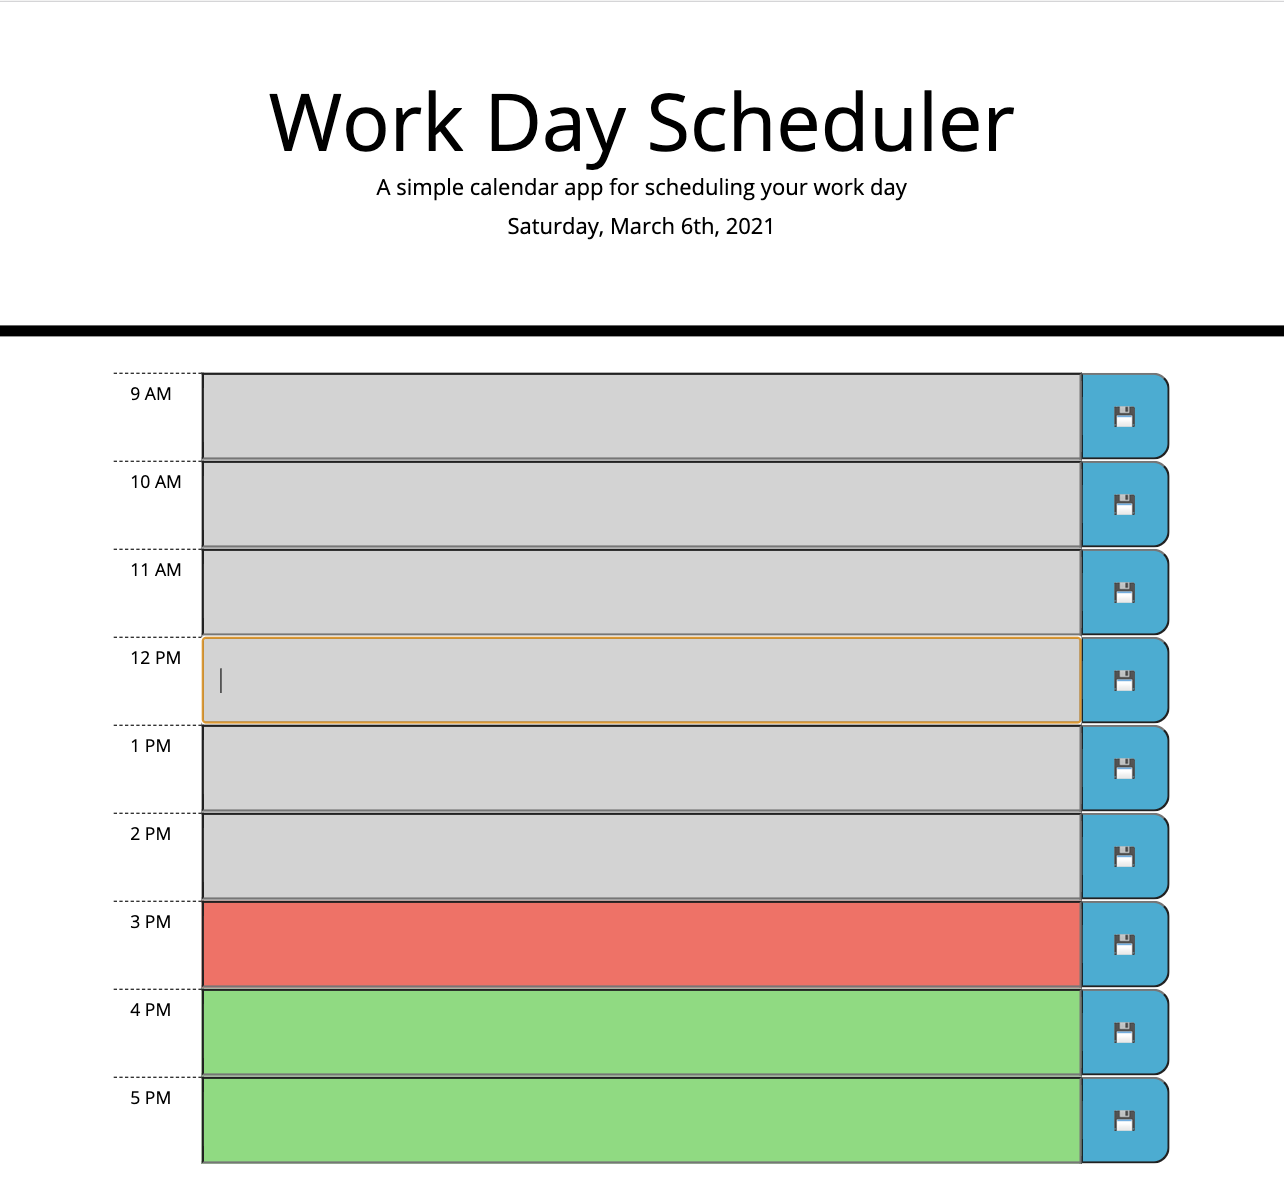 Work Day Scheduler
A simple calendar app for scheduling your work day
Saturday, March 6th, 2021
9 AM
10 AM
11 AM
12 PM
1 PM
2 PM
3 PM
4 PM
5 PM